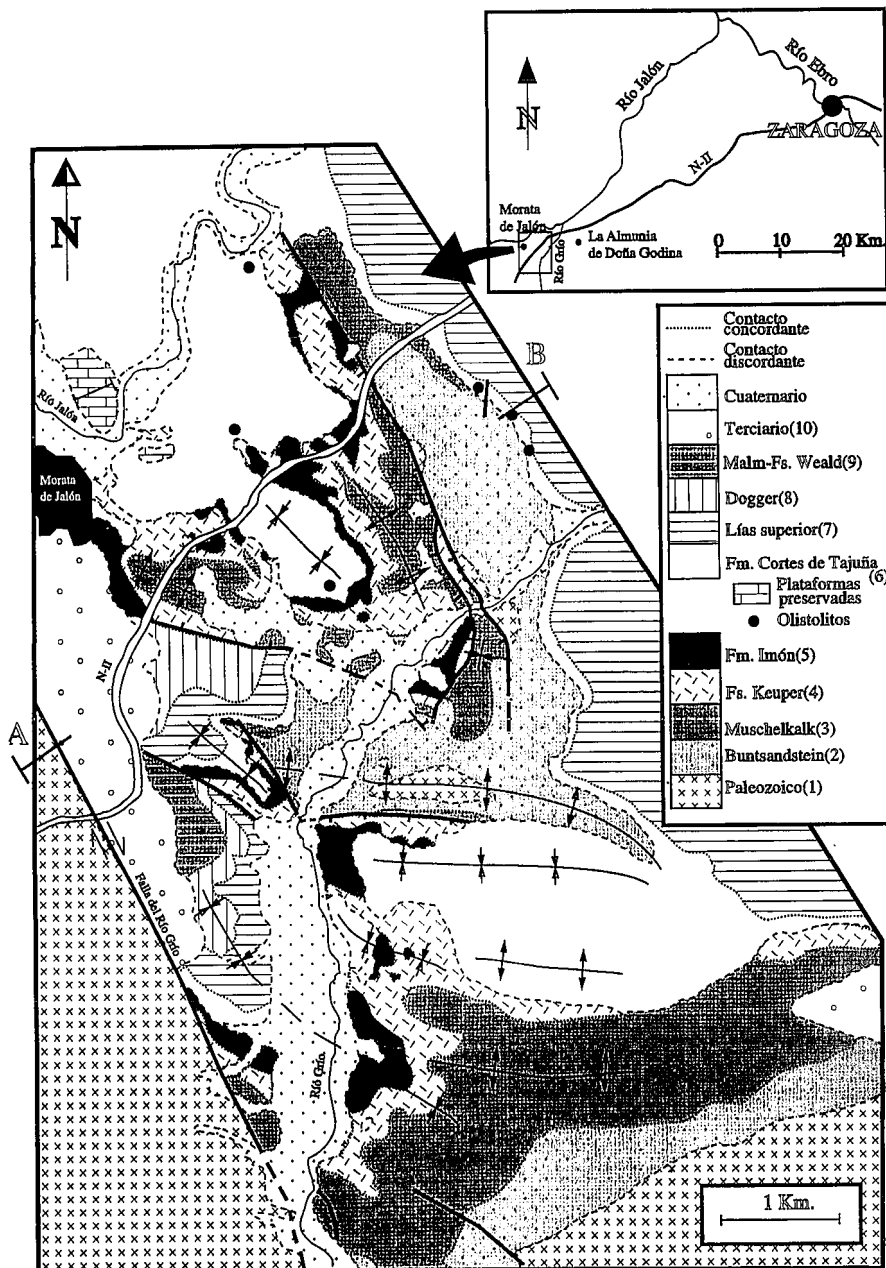 N
Río Jalón
Río Ebro
ZARAGOZA
N-II
Morata
de Jalón
Río Grío
La Almunia
de Doña Godina
0 10 20 Km.
N
B
Río Jalón
Morata
de Jalón
N-II
A
Falla del Río Grío
Río Grío
Contacto
concordante
Contacto
discordante
Cuaternario
Terciario(10)
Malm-Fs. Weald(9)
Dogger(8)
Lías superior(7)
Fm. Cortes de Tajuña
(6)
Plataformas
preservadas
Olistolitos
Fm. Imón(5)
Fs. Keuper(4)
Muschelkalk(3)
Buntsandstein(2)
Paleozoico(1)
1 Km.